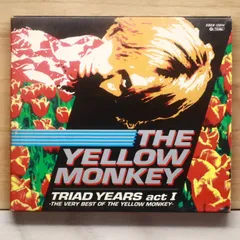 THE
YELLOW
MONKEY
TRIAD YEARS act I
-THE VERY BEST OF THE YELLOW MONKEY-